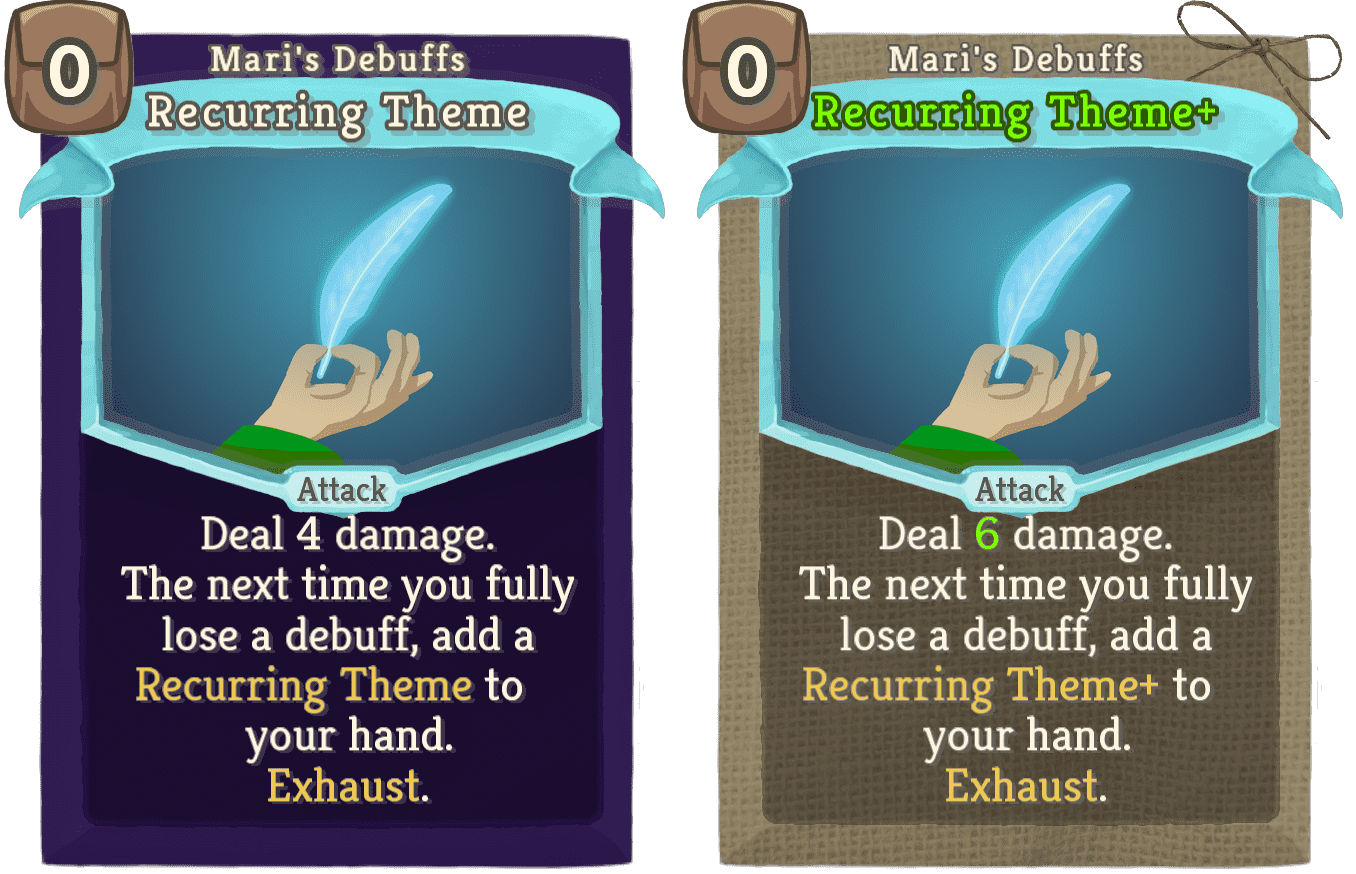 0
Mari's Debuffs
Recurring Theme
Attack
Deal 4 damage.
The next time you fully
lose a debuff, add a
Recurring Theme to
your hand.
Exhaust.
0
Mari's Debuffs
Recurring Theme+
Attack
Deal 6 damage.
The next time you fully
lose a debuff, add a
Recurring Theme+ to
your hand.
Exhaust.